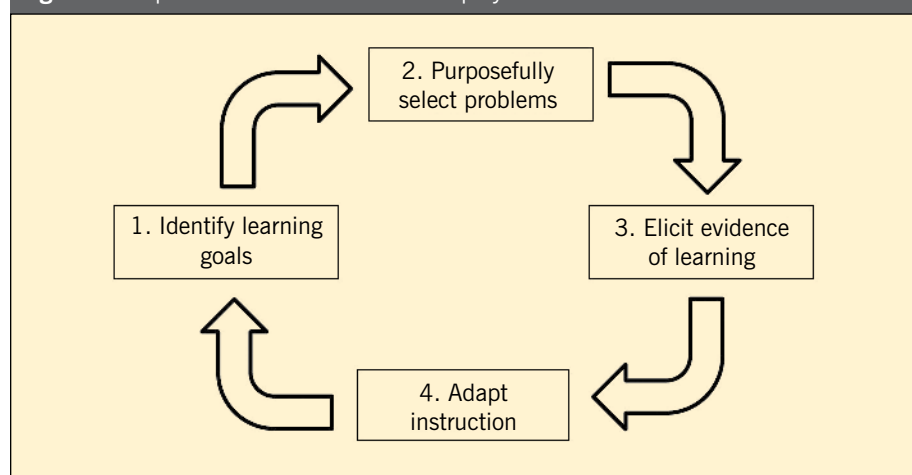 2. Purposefully
select problems
1. Identify learning
goals
3. Elicit evidence
of learning
4. Adapt
instruction